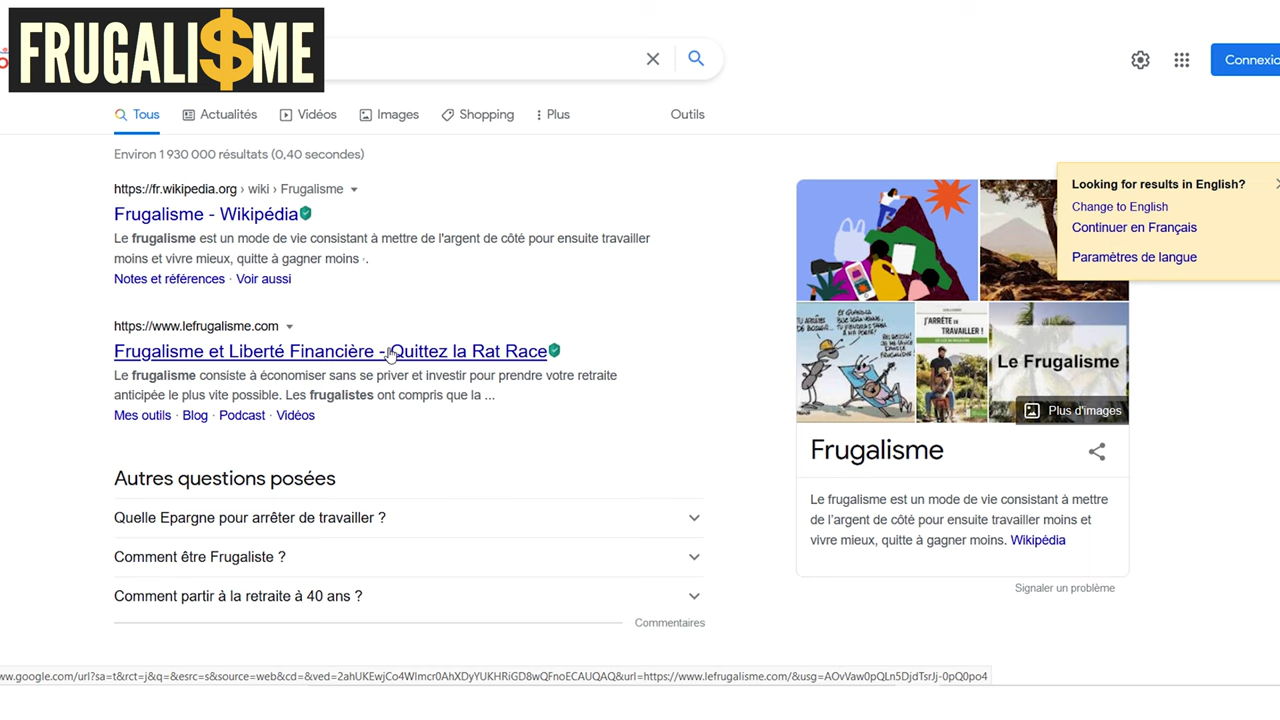 FRUGALI$ME
Connexio
Tous
Actualités
Vidéos
Images
Shopping
Plus
Outils
Environ 1 930 000 résultats (0,40 secondes)
https://fr.wikipedia.org › wiki › Frugalisme
Frugalisme - Wikipédia
Le frugalisme est un mode de vie consistant à mettre de l'argent de côté pour ensuite travailler
moins et vivre mieux, quitte à gagner moins ·.
Notes et références · Voir aussi
https://www.lefrugalisme.com
Frugalisme et Liberté Financière - Quittez la Rat Race
Le frugalisme consiste à économiser sans se priver et investir pour prendre votre retraite
anticipée le plus vite possible. Les frugalistes ont compris que la ...
Mes outils · Blog · Podcast · Vidéos
Autres questions posées
Quelle Epargne pour arrêter de travailler ?
Comment être Frugaliste ?
Comment partir à la retraite à 40 ans ?
Commentaires
Looking for results in English?
Change to English
Continuer en Français
Paramètres de langue
J'ARRÊTE
TRAVAILLER !
Le Frugalisme
Plus d'images
Frugalisme
Le frugalisme est un mode de vie consistant à mettre
de l'argent de côté pour ensuite travailler moins et
vivre mieux, quitte à gagner moins. Wikipédia
Signaler un problème
ww.google.com/url?sa=t&rct=j&q=&esrc=s&source=web&cd=&ved=2ahUKEwjCo4WImcr0AhXDyYUKHRiGD8wQFnoECAUQAQ&url=https://www.lefrugalisme.com/&usg=AOvVaw0pQLn5DjdTsrJj-0pQ0po4